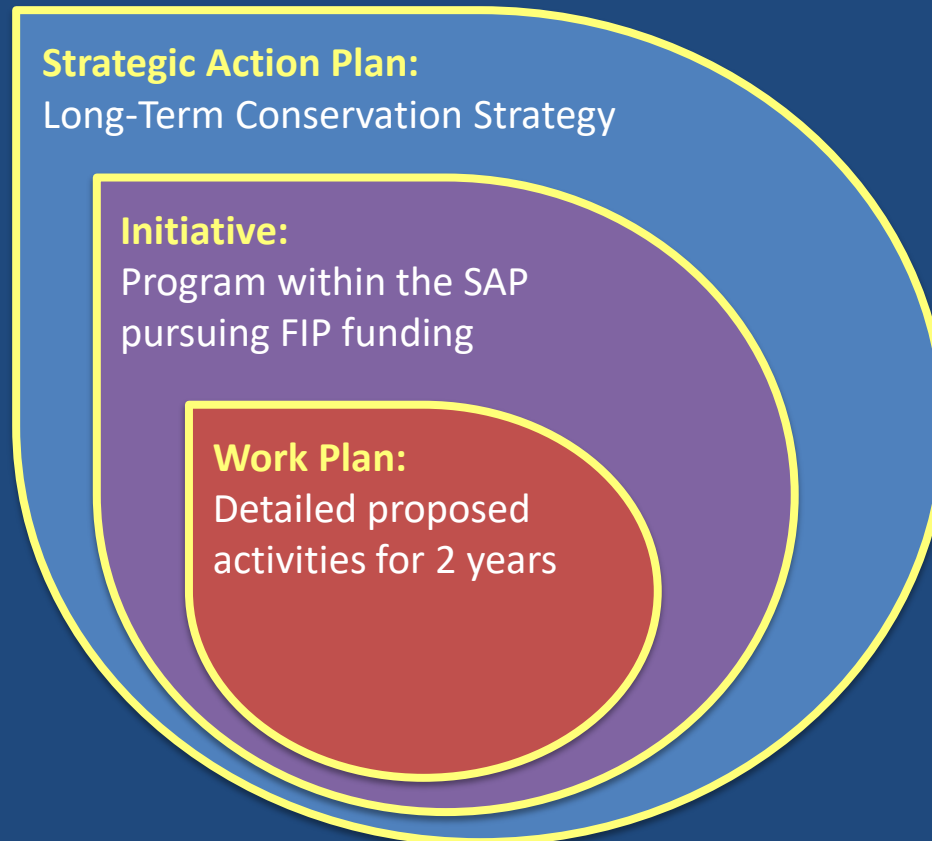 Strategic Action Plan:
Long-Term Conservation Strategy
Initiative:
Program within the SAP
pursuing FIP funding
Work Plan:
Detailed proposed
activities for 2 years